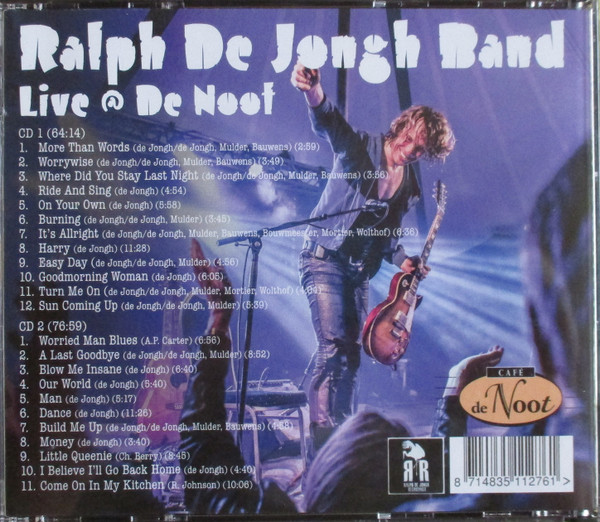 Ralph De Jongh Band
Live @ De Noot
CD 1 (64:14)
1. More Than Words (de Jongh/de Jongh, Mulder, Bauwens) (2:59)
2. Worrywise (de Jongh/de Jongh, Mulder, Bauwens) (3:49)
3. Where Did You Stay Last Night (de Jongh/de Jongh, Mulder, Bauwens) (3:56)
4. Ride And Sing (de Jongh) (4:54)
5. On Your Own (de Jongh) (5:58)
6. Burning (de Jongh/de Jongh, Mulder) (3:45)
7. It's Allright (de Jongh/de Jongh, Mulder, Bauwens, Bouwmeester, Mortier, Wolthof) (6:36)
8. Harry (de Jongh) (11:28)
9. Easy Day (de Jongh/de Jongh, Mulder) (4:56)
10. Goodmorning Woman (de Jongh) (6:05)
11. Turn Me On (de Jongh/de Jongh, Mulder, Mortier, Wolthof)
12. Sun Coming Up (de Jongh/de Jongh, Mulder) (5:39)
CD 2 (76:59)
1. Worried Man Blues (A.P. Carter) (6:56)
2. A Last Goodbye (de Jongh/de Jongh, Mulder) (8:52)
3. Blow Me Insane (de Jongh) (6:40)
4. Our World (de Jongh) (5:40)
5. Man (de Jongh) (5:17)
6. Dance (de Jongh) (11:26)
7. Build Me Up (de Jongh/de Jongh, Mulder, Bauwens)
8. Money (de Jongh) (3:40)
9. Little Queenie (Ch. Berry) (8:45)
10. I Believe I'll Go Back Home (de Jongh) (4:40)
11. Come On In My Kitchen (R. Johnson) (10:06)
CAFÉ
de Noot
RR
RALPH DE JONGH
RECORDINGS
8 714835 112761 >